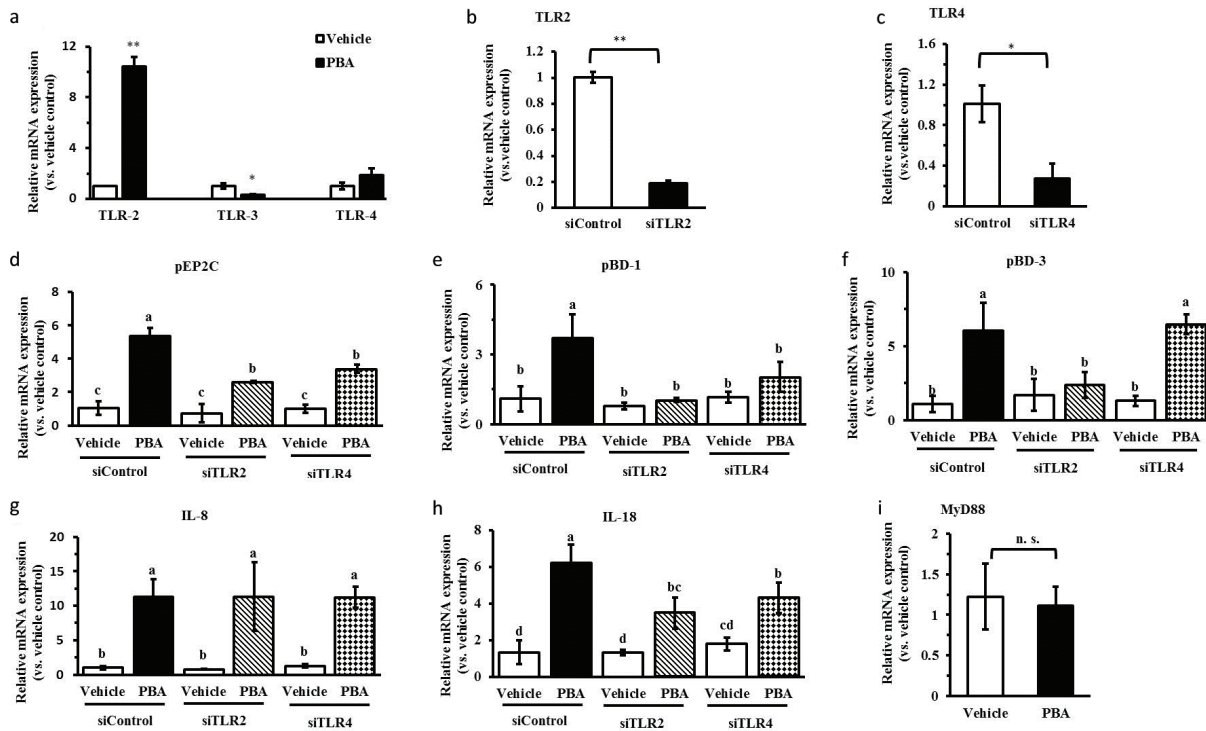 a
Relative mRNA expression
(vs. vehicle control)
12
8
4
0
**
*
Vehicle
PBA
TLR-2 TLR-3 TLR-4
b
TLR2
Relative mRNA expression
(vs.vehicle control)
1.2
1
0.8
0.6
0.4
0.2
0
**
siControl siTLR2
c
TLR4
Relative mRNA expression
(vs.vehicle control)
1.6
1.2
0.8
0.4
0
*
siControl siTLR4
d
pEP2C
Relative mRNA expression
(vs. vehicle control)
8
6
4
2
0
c a c b c b
Vehicle PBA Vehicle PBA Vehicle PBA
siControl siTLR2 siTLR4
e
pBD-1
Relative mRNA expression
(vs. vehicle control)
6
3
0
b a b b b b
Vehicle PBA Vehicle PBA Vehicle PBA
siControl siTLR2 siTLR4
f
pBD-3
Relative mRNA expression
(vs. vehicle control)
10
5
0
b a b b b a
Vehicle PBA Vehicle PBA Vehicle PBA
siControl siTLR2 siTLR4
g
IL-8
Relative mRNA expression
(vs. vehicle control)
20
15
10
5
0
b a b a b a
Vehicle PBA Vehicle PBA Vehicle PBA
siControl siTLR2 siTLR4
h
IL-18
Relative mRNA expression
(vs. vehicle control)
8
6
4
2
0
d a d bc cd b
Vehicle PBA Vehicle PBA Vehicle PBA
siControl siTLR2 siTLR4
i
MyD88
Relative mRNA expression
(vs. vehicle control)
2
1.5
1
0.5
0
n. s.
Vehicle PBA